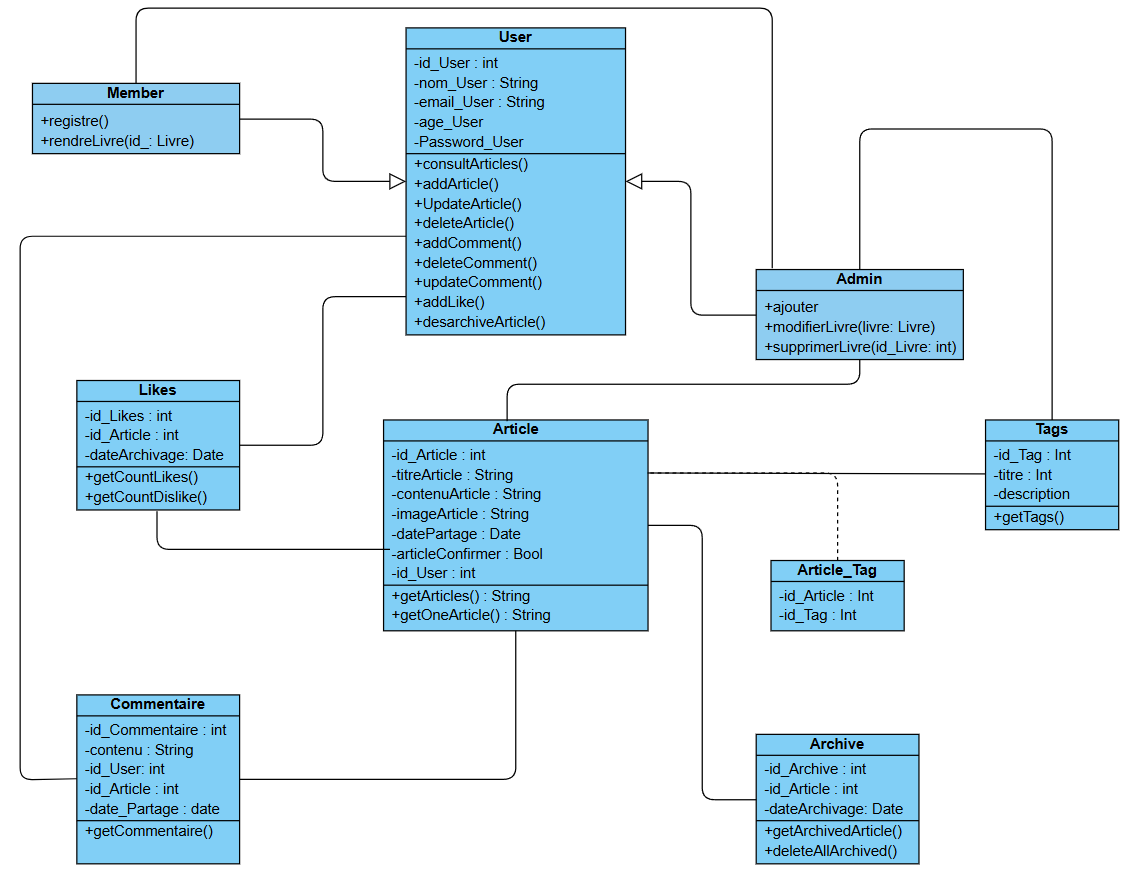 User
-id_User : int
-nom_User : String
-email_User : String
-age_User
-Password_User
+consultArticles()
+addArticle()
+UpdateArticle()
+deleteArticle()
+addComment()
+deleteComment()
+updateComment()
+addLike()
+desarchiveArticle()
Member
+registre()
+rendreLivre(id_: Livre)
Admin
+ajouter
+modifierLivre(livre: Livre)
+supprimerLivre(id_Livre: int)
Likes
-id_Likes : int
-id_Article : int
-dateArchivage: Date
+getCountLikes()
+getCountDislike()
Article
-id_Article : int
-titreArticle : String
-contenuArticle : String
-imageArticle : String
-datePartage : Date
-articleConfirmer : Bool
-id_User : int
+getArticles() : String
+getOneArticle() : String
Tags
-id_Tag : Int
-titre : Int
-description
+getTags()
Article_Tag
-id_Article : Int
-id_Tag : Int
Commentaire
-id_Commentaire : int
-contenu : String
-id_User: int
-id_Article : int
-date_Partage : date
+getCommentaire()
Archive
-id_Archive : int
-id_Article : int
-dateArchivage: Date
+getArchivedArticle()
+deleteAllArchived()